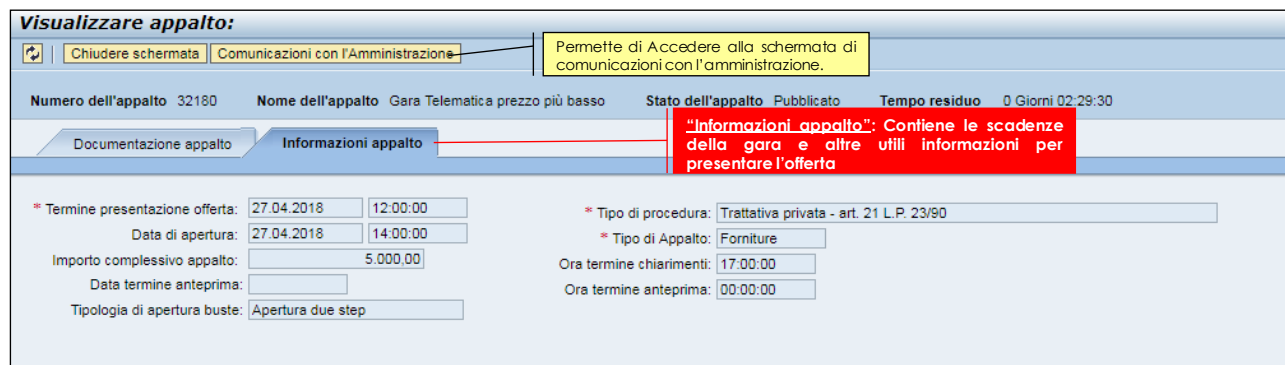 Visualizzare appalto:
Chiudere schermata Comunicazioni con l'Amministrazione
Permette di Accedere alla schermata di
comunicazioni con l'amministrazione.
Numero dell'appalto 32180 Nome dell'appalto Gara Telematica prezzo più basso Stato dell'appalto Pubblicato Tempo residuo 0 Giorni 02:29:30
Documentazione appalto Informazioni appalto
"Informazioni appalto": Contiene le scadenze
della gara e altre utili informazioni per
presentare l'offerta
* Termine presentazione offerta: 27.04.2018 12:00:00 * Tipo di procedura: Trattativa privata - art. 21 L.P. 23/90
Data di apertura: 27.04.2018 14:00:00 * Tipo di Appalto: Forniture
Importo complessivo appalto: 5.000,00 Ora termine chiarimenti: 17:00:00
Data termine anteprima: Ora termine anteprima: 00:00:00
Tipologia di apertura buste: Apertura due step